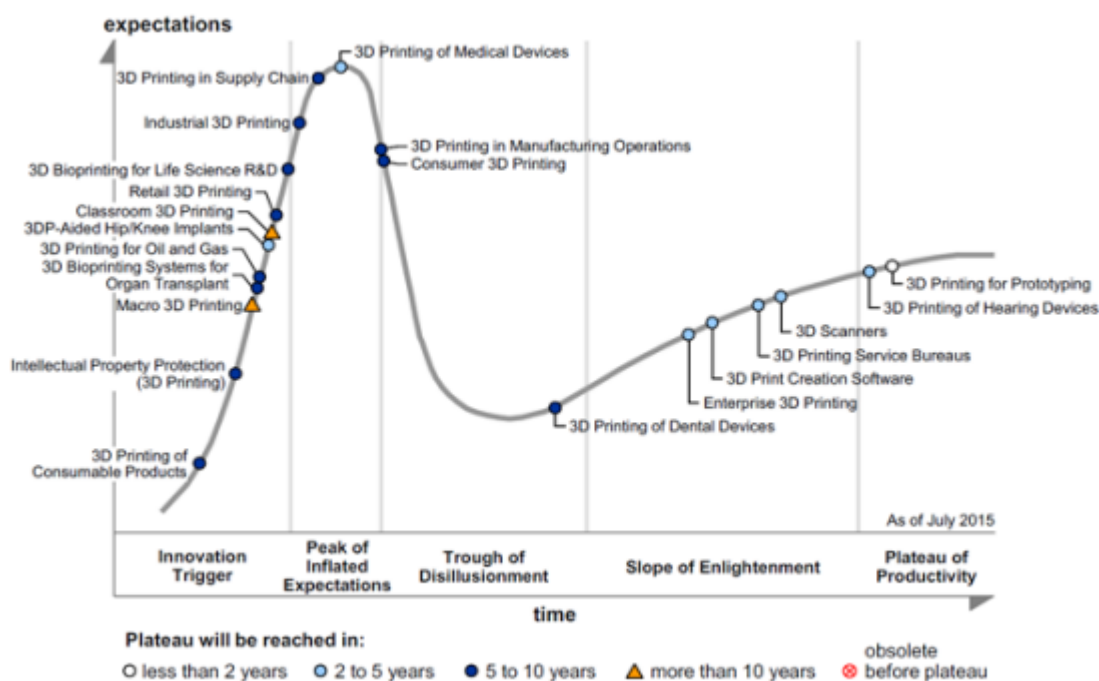 expectations
3D Printing of Medical Devices
3D Printing in Supply Chain
Industrial 3D Printing
3D Printing in Manufacturing Operations
Consumer 3D Printing
3D Bioprinting for Life Science R&D
Retail 3D Printing
Classroom 3D Printing
3DP-Aided Hip/Knee Implants
3D Printing for Oil and Gas
3D Bioprinting Systems for
Organ Transplant
Macro 3D Printing
Intellectual Property Protection
(3D Printing)
3D Printing of
Consumable Products
3D Printing for Prototyping
3D Printing of Hearing Devices
3D Scanners
3D Printing Service Bureaus
3D Print Creation Software
Enterprise 3D Printing
3D Printing of Dental Devices
As of July 2015
Innovation
Trigger
Peak of
Inflated
Expectations
Trough of
Disillusionment
Slope of Enlightenment
Plateau of
Productivity
time
Plateau will be reached in:
less than 2 years
2 to 5 years
5 to 10 years
more than 10 years
obsolete
before plateau